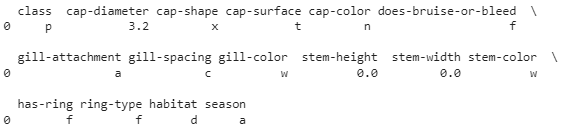 class cap-diameter cap-shape cap-surface cap-color does-bruise-or-bleed \
0 p 3.2 x t n f
gill-attachment gill-spacing gill-color stem-height stem-width stem-color \
0 a c w 0.0 0.0 w
has-ring ring-type habitat season
0 f f d a